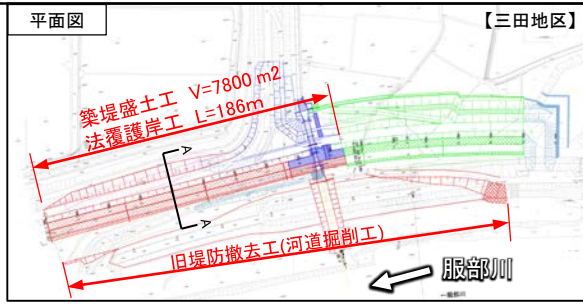 平面図
【三田地区】
築堤盛土工 V=7800 m2
法覆護岸工 L=186m
A
A
旧堤防撤去工(河道掘削工)
服部川